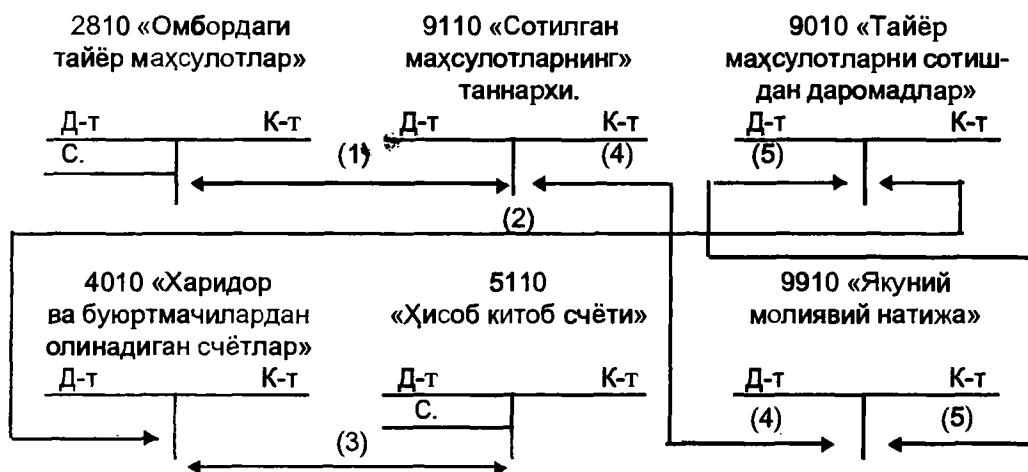 2810 «Омбордаги
тайёр маҳсулотлар»
9110 «Сотилган
маҳсулотларнинг»
таннархи.
9010 «Тайёр
маҳсулотларни сотиш-
дан даромадлар»
Д-т К-т
Д-т К-т
Д-т К-т
С.
(1)
(4)
(5)
(2)
4010 «Харидор
ва буюртмачилардан
олинадиган счётлар»
5110
«Ҳисоб китоб счёти»
9910 «Якуний
молиявий натижа»
Д-т К-т
Д-т К-т
Д-т К-т
С.
(4)
(5)
(3)